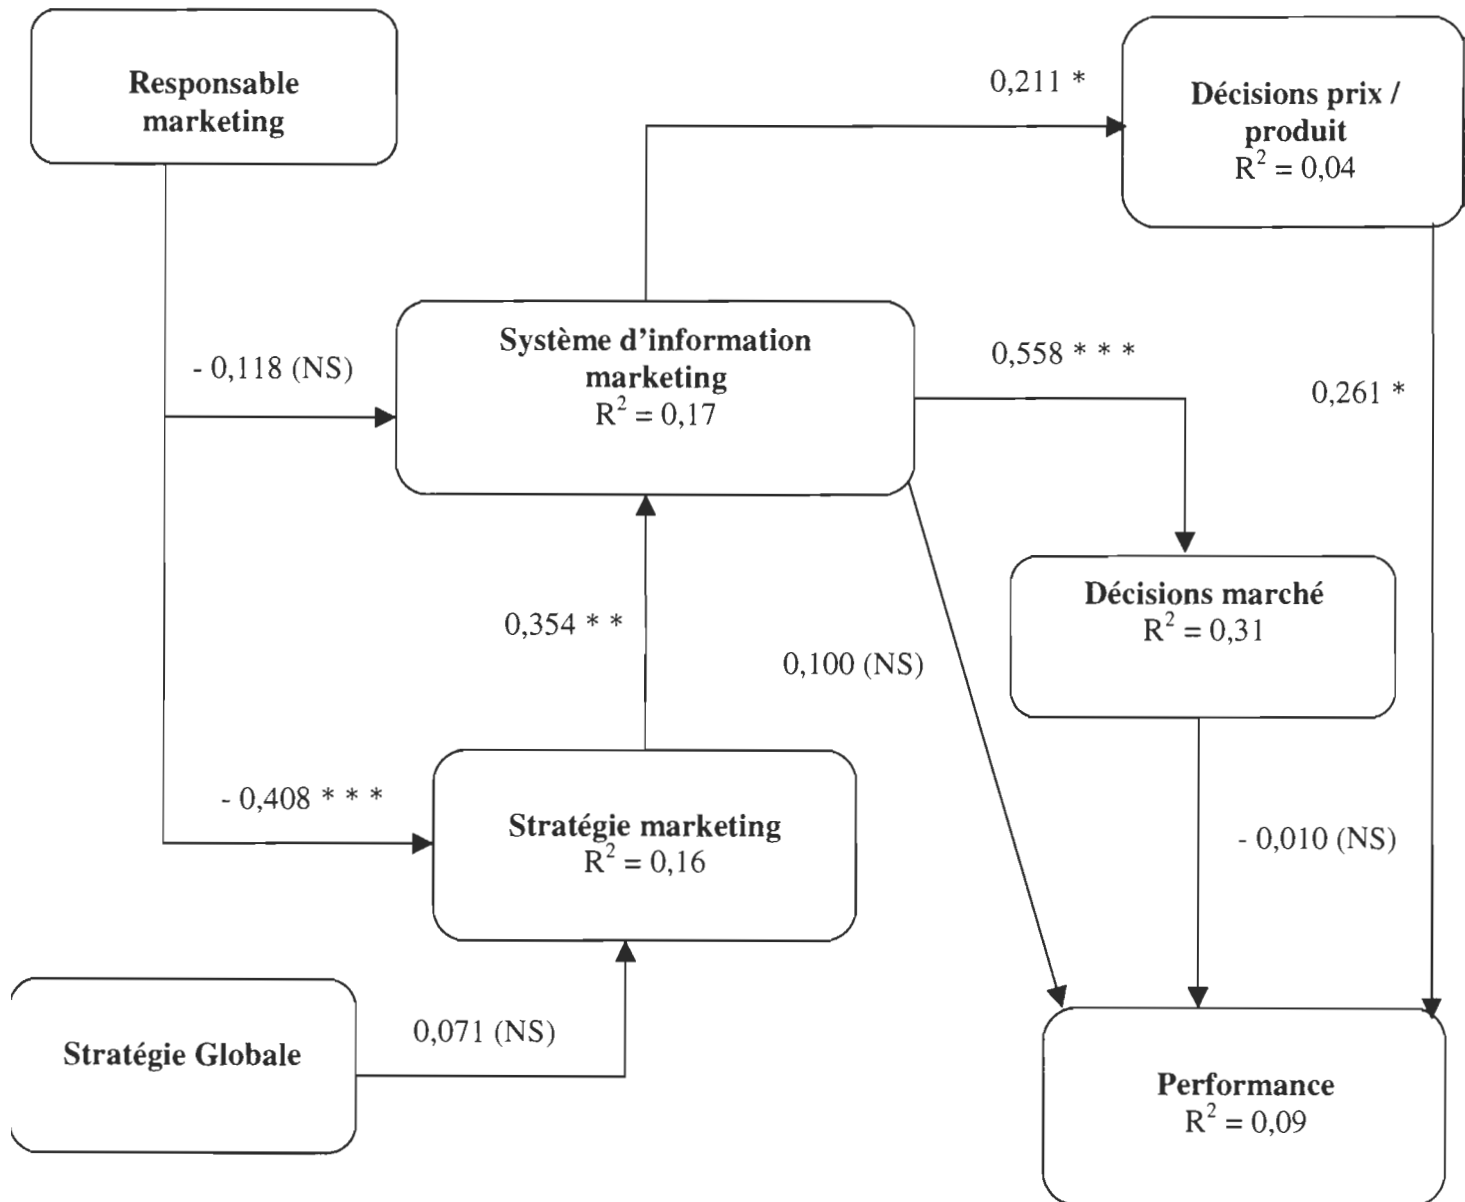 Responsable
marketing
0,211 *
Décisions prix /
produit
R² = 0,04
- 0,118 (NS)
Système d'information
marketing
R² = 0,17
0,558 * * *
0,261 *
0,354 * *
0,100 (NS)
Décisions marché
R² = 0,31
- 0,408 * * *
Stratégie marketing
R² = 0,16
- 0,010 (NS)
Stratégie Globale
0,071 (NS)
Performance
R² = 0,09